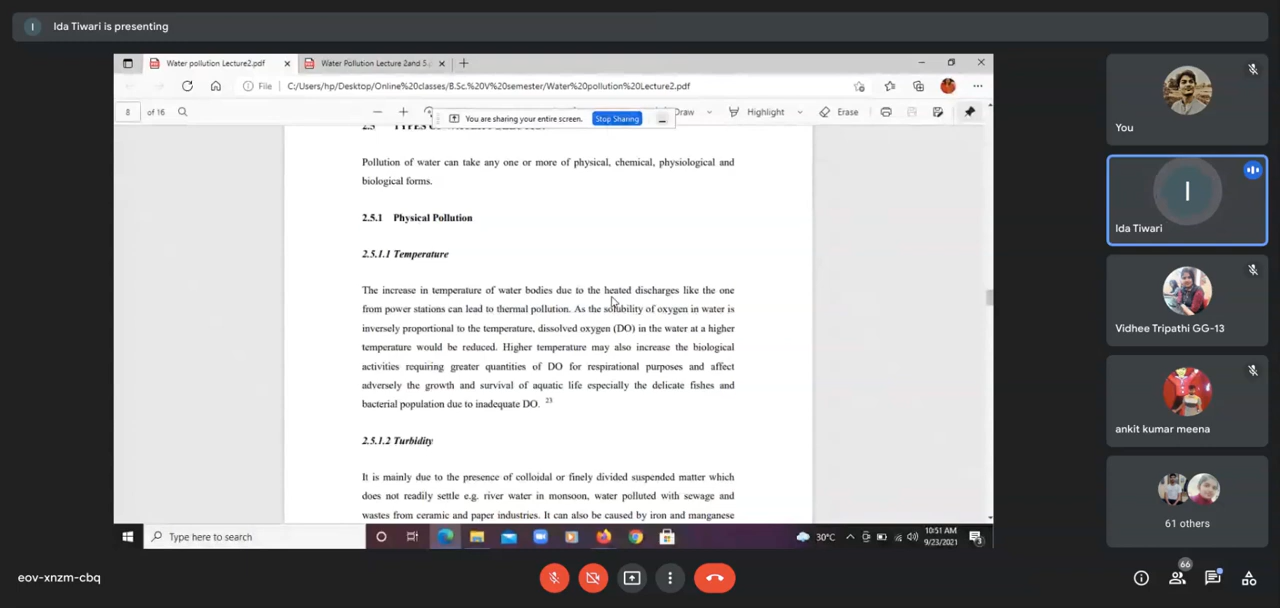 I Ida Tiwari is presenting
Water pollution Lecture2.pdf
Water Pollution Lecture 2and 5
File C:/Users/hp/Desktop/Online%20classes/B.Sc.%20V%20semester/Water%20pollution%20Lecture2.pdf
8 of 16
You are sharing your entire screen. Stop Sharing
Draw Highlight Erase
Pollution of water can take any one or more of physical, chemical, physiological and
biological forms.
2.5.1 Physical Pollution
2.5.1.1 Temperature
The increase in temperature of water bodies due to the heated discharges like the one
from power stations can lead to thermal pollution. As the solubility of oxygen in water is
inversely proportional to the temperature, dissolved oxygen (DO) in the water at a higher
temperature would be reduced. Higher temperature may also increase the biological
activities requiring greater quantities of DO for respirational purposes and affect
adversely the growth and survival of aquatic life especially the delicate fishes and
bacterial population due to inadequate DO. 23
2.5.1.2 Turbidity
It is mainly due to the presence of colloidal or finely divided suspended matter which
does not readily settle e.g. river water in monsoon, water polluted with sewage and
wastes from ceramic and paper industries. It can also be caused by iron and manganese
Type here to search
30°C
10:51 AM
9/23/2021
You
I
Ida Tiwari
Vidhee Tripathi GG-13
ankit kumar meena
61 others
eov-xnzm-cbq
66